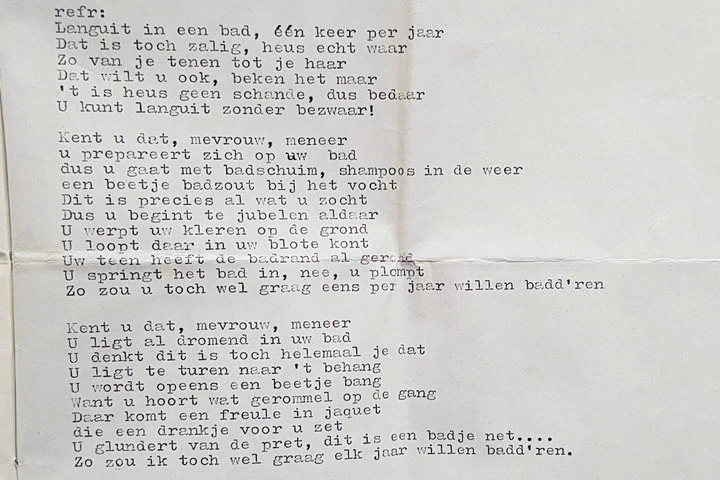 refr:
Languit in een bad, één keer per jaar
Dat is toch zalig, heus echt waar
Zo van je tenen tot je haar
Dat wilt u ook, beken het maar
't is heus geen schande, dus bedaar
U kunt languit zonder bezwaar!
Kent u dat, mevrouw, meneer
u prepareert zich op uw bad
dus u gaat met badschuim, shampoos in de weer
een beetje badzout bij het vocht
Dit is precies al wat u zocht
Dus u begint te jubelen aldaar
U werpt uw kleren op de grond
U loopt daar in uw blote kont
Uw teen heeft de badrand al gerond
U springt het bad in, nee, u plompt
Zo zou u toch wel graag eens per jaar willen badd'ren
Kent u dat, mevrouw, meneer
U ligt al dromend in uw bad
U denkt dit is toch helemaal je dat
U ligt te turen naar 't behang
U wordt opeens een beetje bang
Want u hoort wat gerommel op de gang
Daar komt een freule in jaquet
die een drankje voor u zet
U glundert van de pret, dit is een badje net....
Zo zou ik toch wel graag elk jaar willen badd'ren.